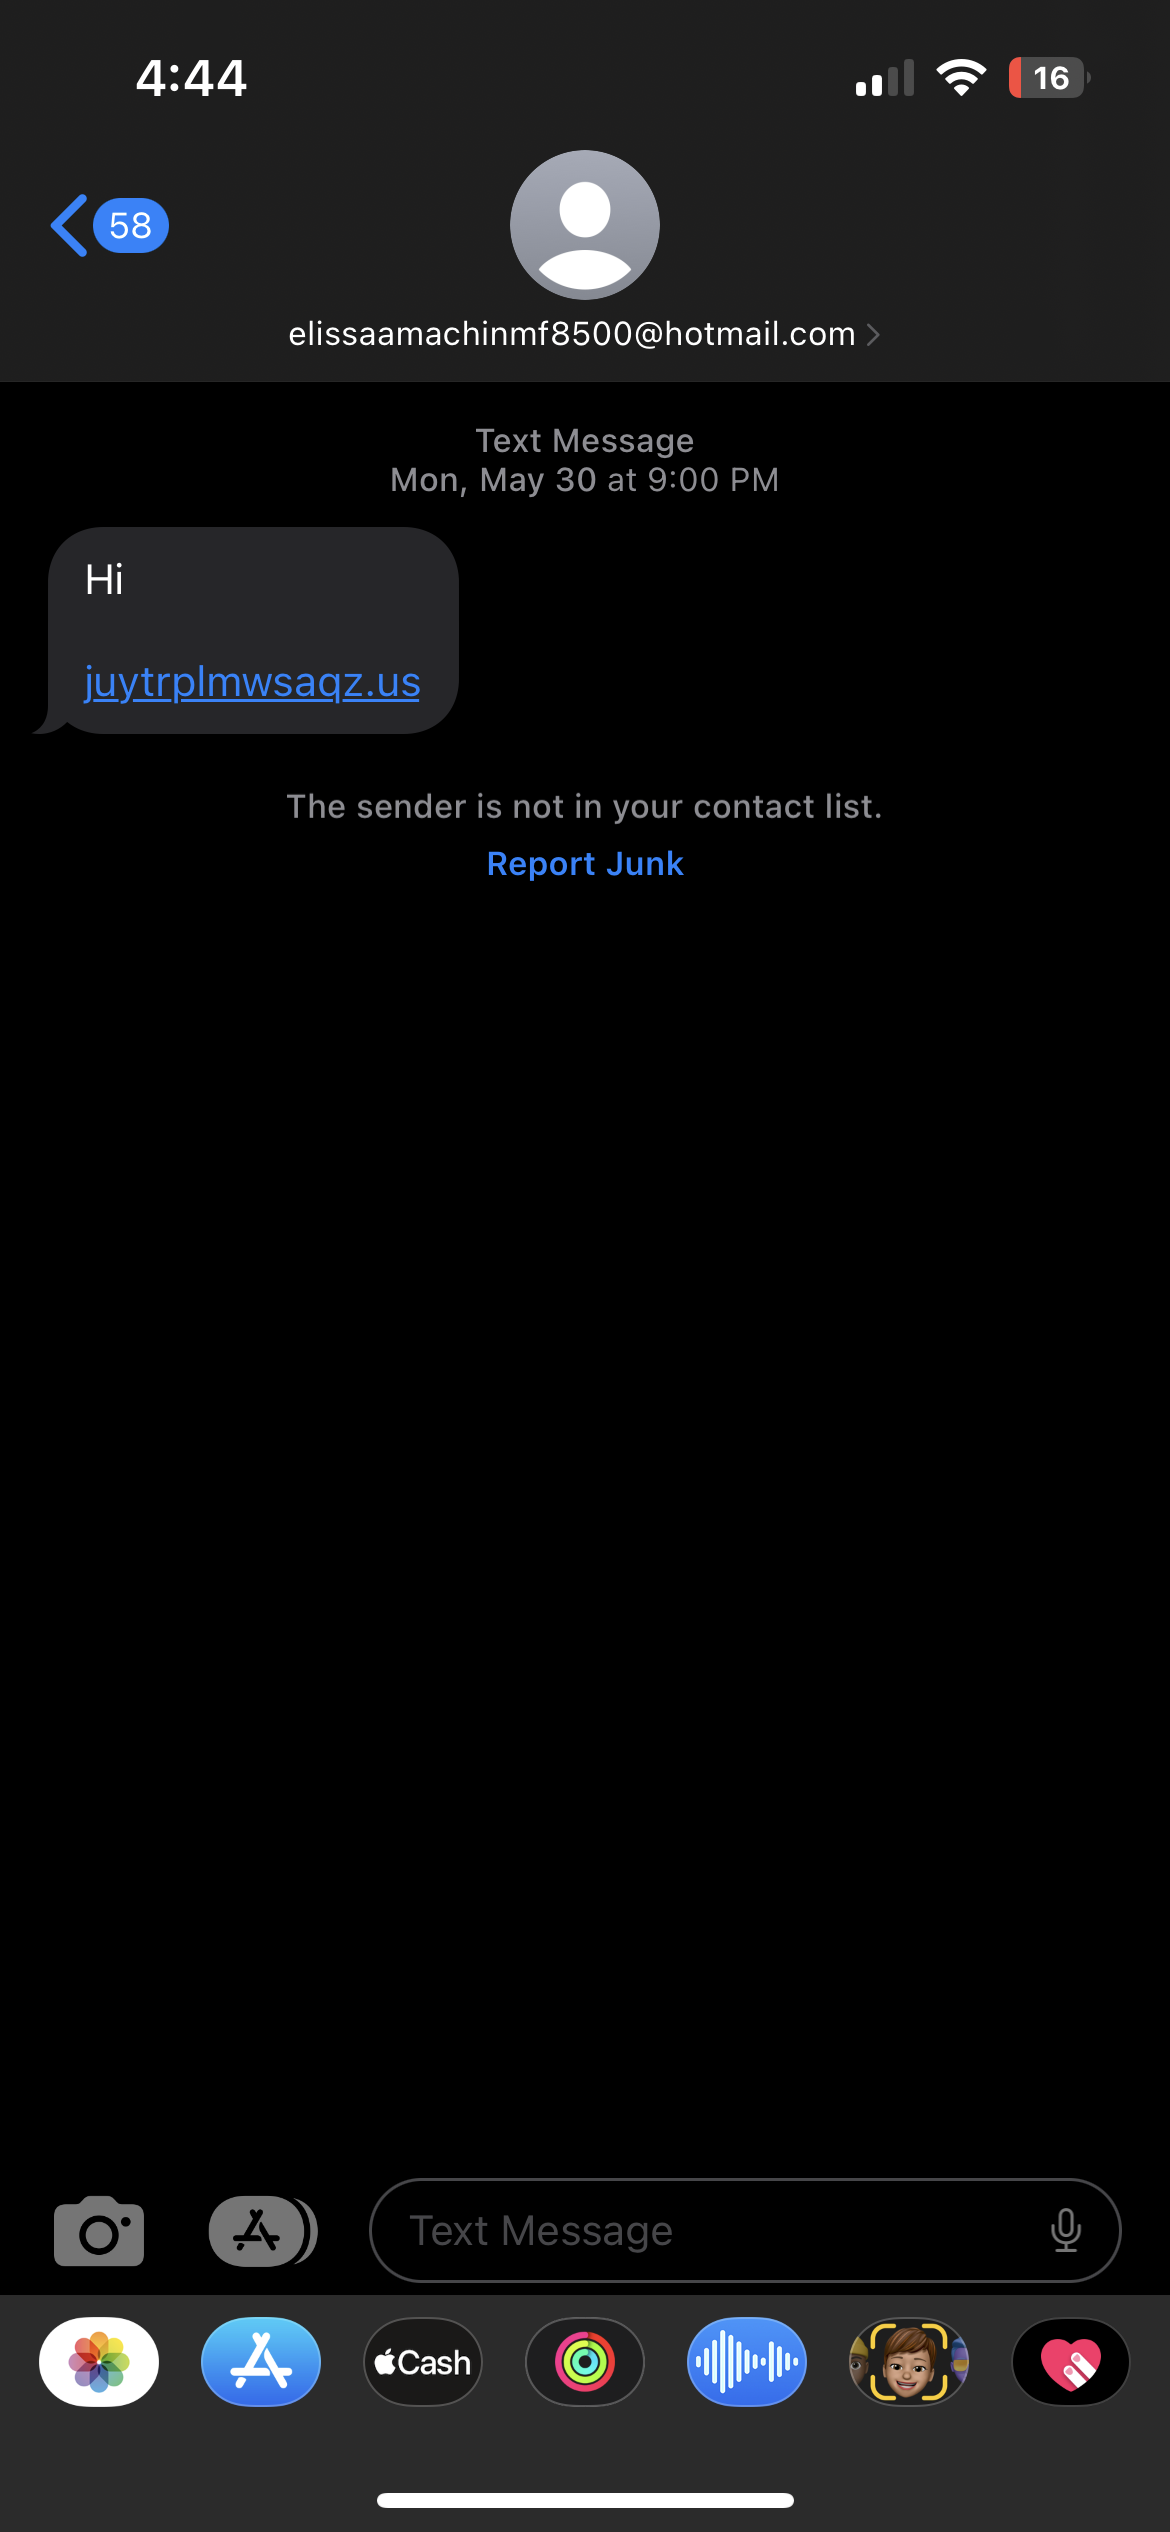 4:44
16
58
elissaamachinmf8500@hotmail.com
Text Message
Mon, May 30 at 9:00 PM
Hi
juytrplmwsaqz.us
The sender is not in your contact list.
Report Junk
Text Message
Cash